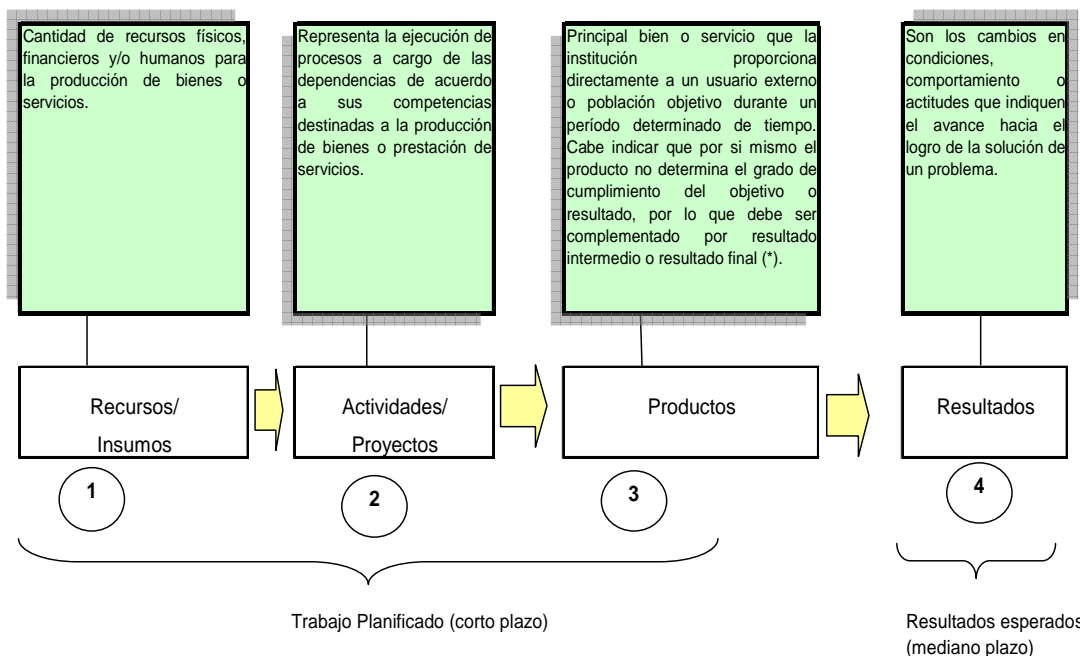 Cantidad de recursos físicos,
financieros y/o humanos para
la producción de bienes o
servicios.
Representa la ejecución de
procesos a cargo de las
dependencias de acuerdo
a sus competencias
destinadas a la producción
de bienes o prestación de
servicios.
Principal bien o servicio que la
institución proporciona
directamente a un usuario externo
o población objetivo durante un
período determinado de tiempo.
Cabe indicar que por si mismo el
producto no determina el grado de
cumplimiento del objetivo o
resultado, por lo que debe ser
complementado por resultado
intermedio o resultado final (*).
Son los cambios en
condiciones,
comportamiento o
actitudes que indiquen
el avance hacia el
logro de la solución de
un problema.
Recursos/
Insumos
Actividades/
Proyectos
Productos
Resultados
1
2
3
4
Trabajo Planificado (corto plazo)
Resultados esperados
(mediano plazo)